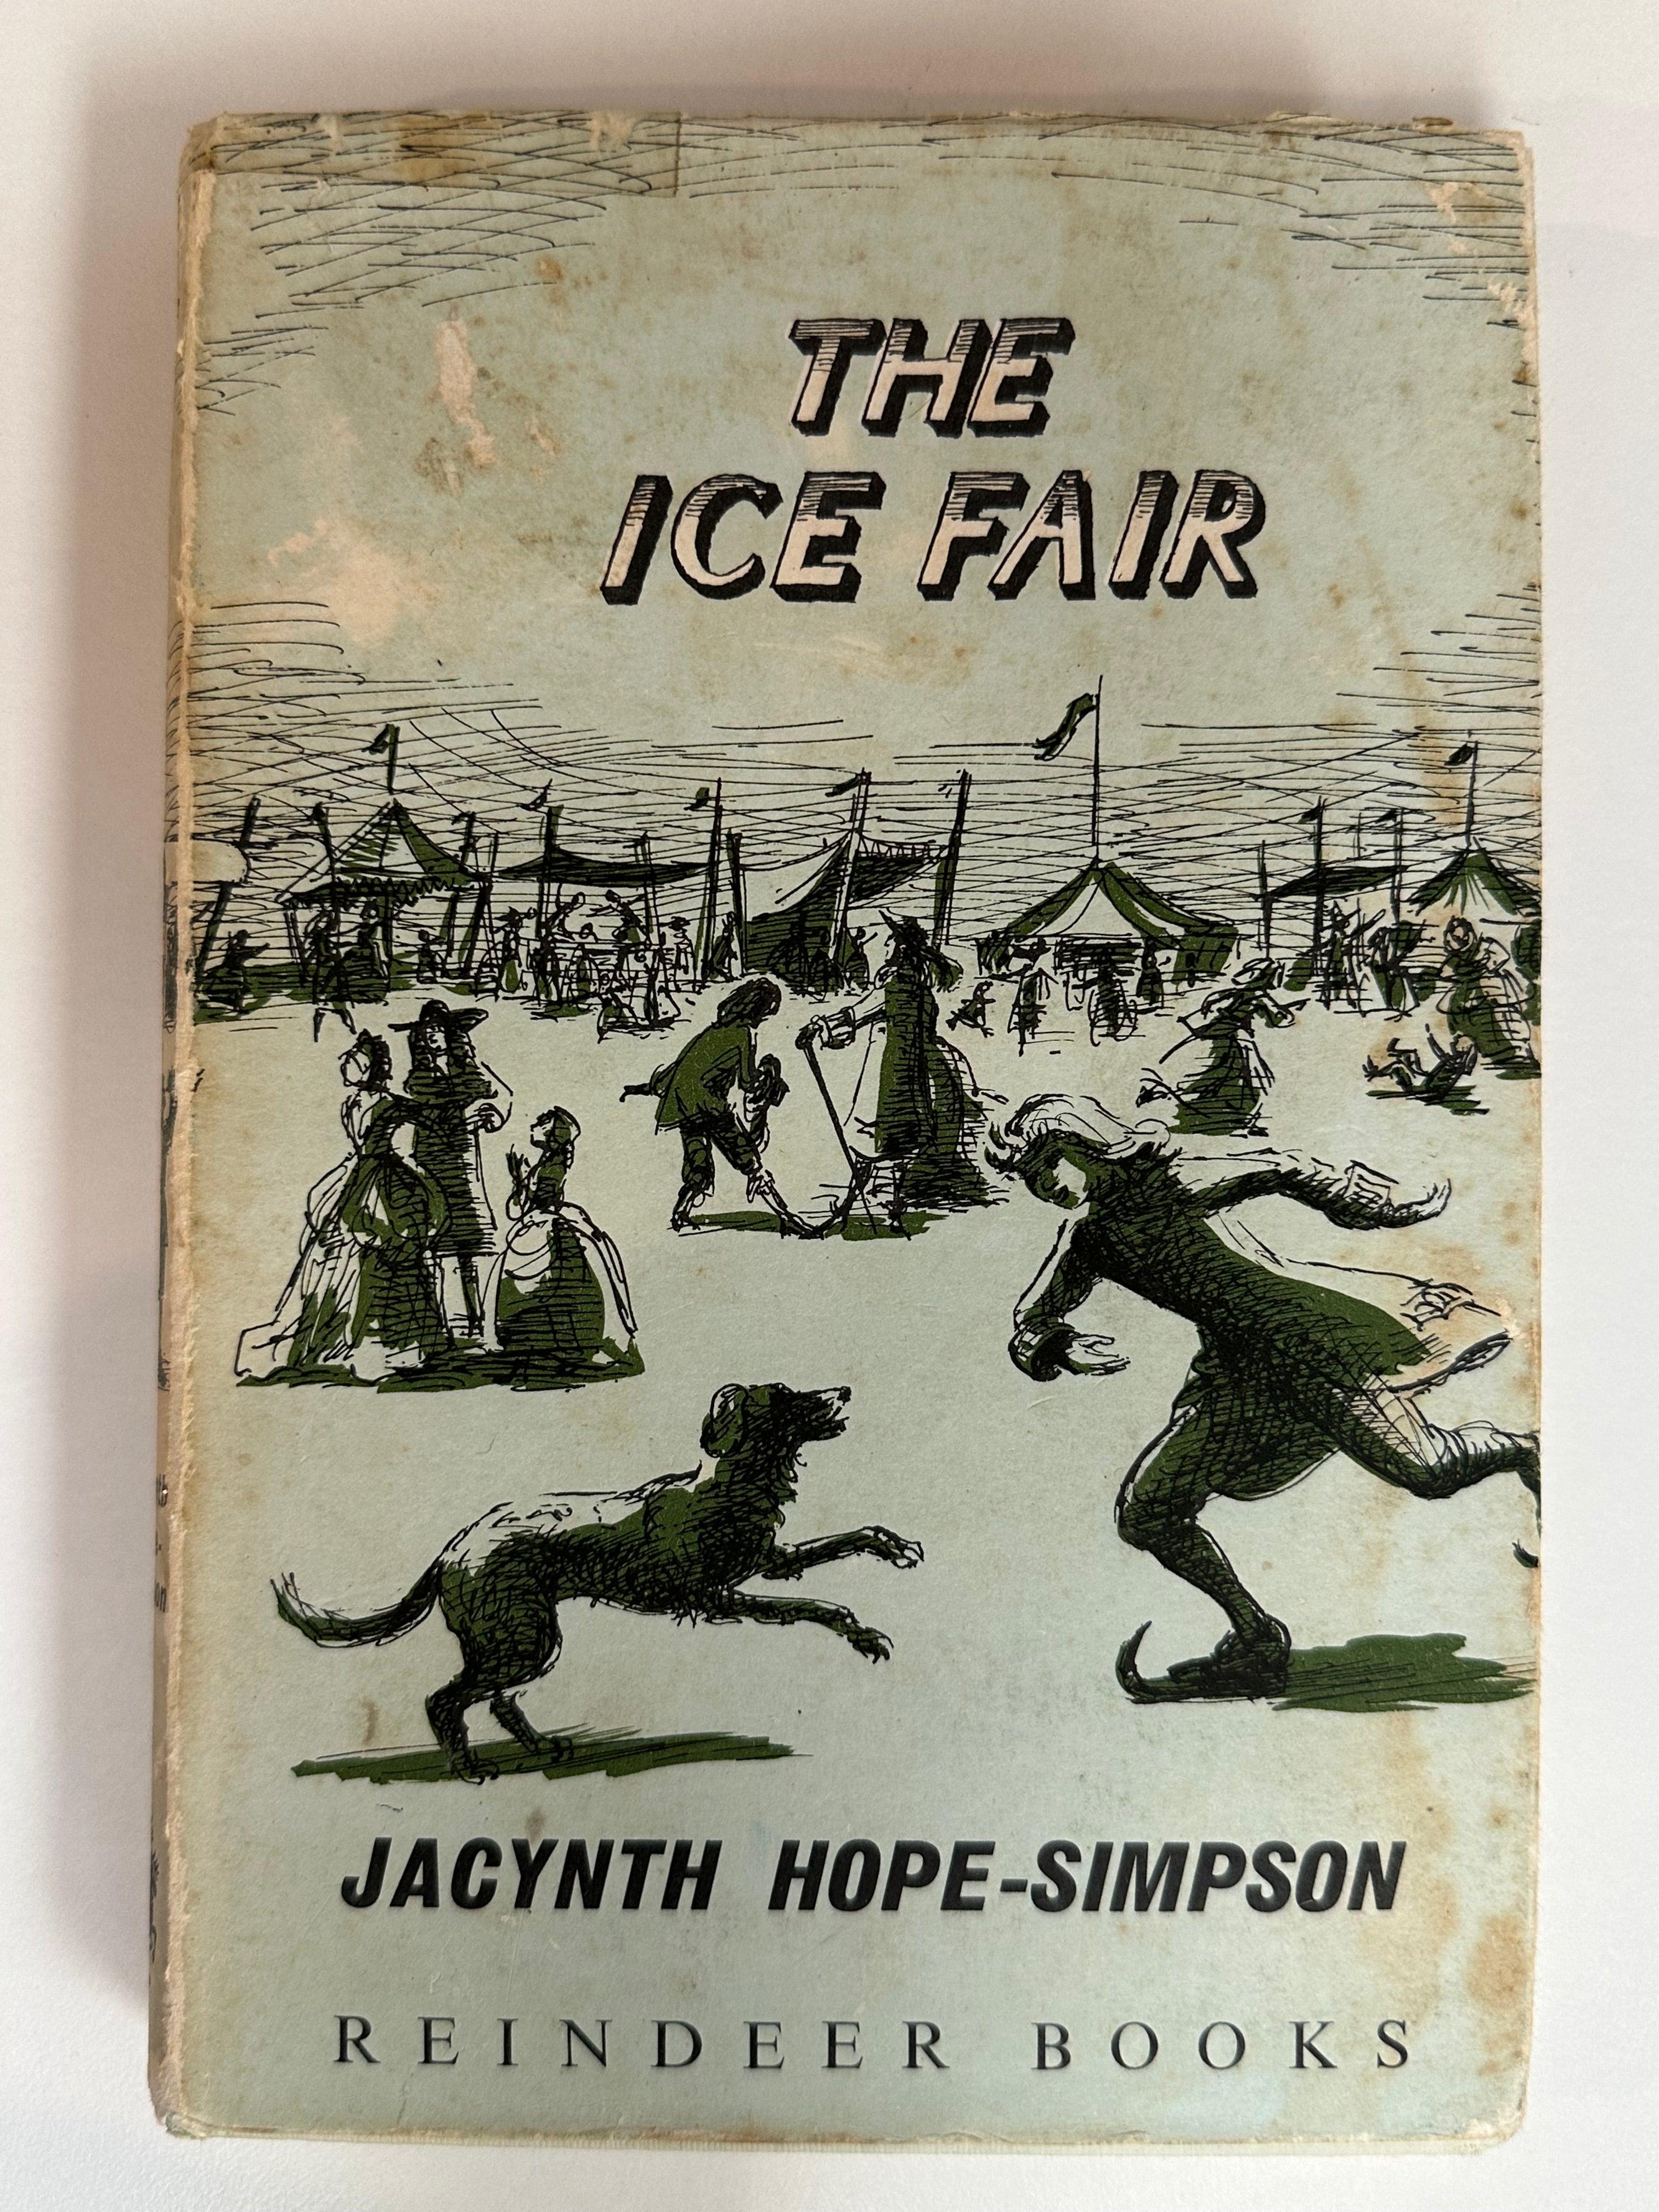 THE
ICE FAIR
JACYNTH HOPE-SIMPSON
REINDEER BOOKS